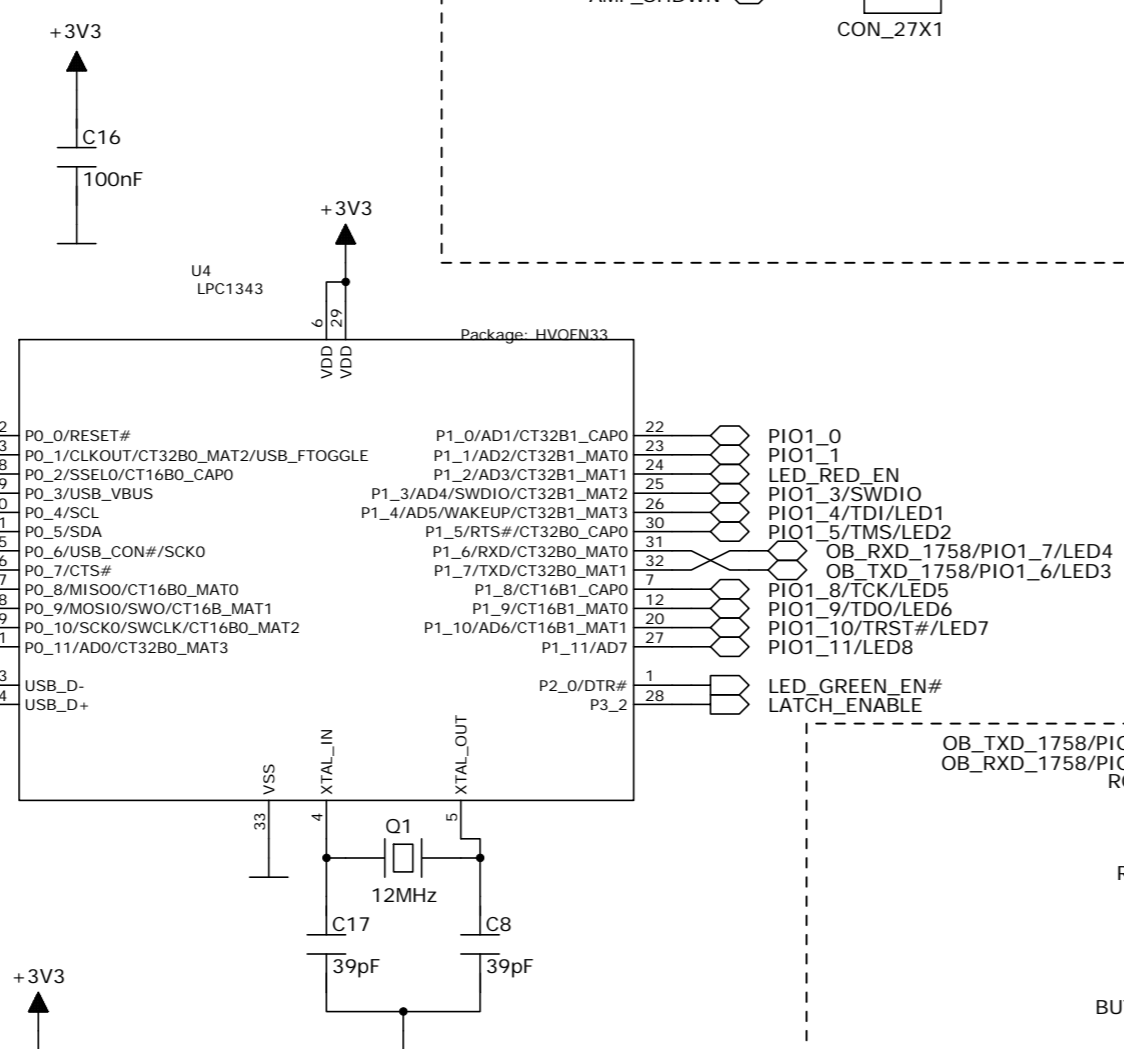 CON_27X1
+3V3
C16
100nF
+3V3
U4
LPC1343
6
29
Package: HVQFN33
VDD
VDD
P0_0/RESET#
P0_1/CLKOUT/CT32B0_MAT2/USB_FTOGGLE
P0_2/SSEL0/CT16B0_CAP0
P0_3/USB_VBUS
P0_4/SCL
P0_5/SDA
P0_6/USB_CON#/SCK0
P0_7/CTS#
P0_8/MISO0/CT16B0_MAT0
P0_9/MOSI0/SWO/CT16B_MAT1
P0_10/SCK0/SWCLK/CT16B0_MAT2
P0_11/AD0/CT32B0_MAT3
USB_D-
USB_D+
P1_0/AD1/CT32B1_CAP0 22 PIO1_0
P1_1/AD2/CT32B1_MAT0 23 PIO1_1
P1_2/AD3/CT32B1_MAT1 24 LED_RED_EN
P1_3/AD4/SWDIO/CT32B1_MAT2 25 PIO1_3/SWDIO
P1_4/AD5/WAKEUP/CT32B1_MAT3 26 PIO1_4/TDI/LED1
P1_5/RTS#/CT32B0_CAP0 30 PIO1_5/TMS/LED2
P1_6/RXD/CT32B0_MAT0 31 OB_RXD_1758/PIO1_7/LED4
P1_7/TXD/CT32B0_MAT1 32 OB_TXD_1758/PIO1_6/LED3
P1_8/CT16B1_CAP0 7 PIO1_8/TCK/LED5
P1_9/CT16B1_MAT0 12 PIO1_9/TDO/LED6
P1_10/AD6/CT16B1_MAT1 20 PIO1_10/TRST#/LED7
P1_11/AD7 27 PIO1_11/LED8
P2_0/DTR# 1 LED_GREEN_EN#
P3_2 28 LATCH_ENABLE
VSS
XTAL_IN
XTAL_OUT
33
4
5
OB_TXD_1758/PIO
OB_RXD_1758/PIO
Q1
12MHz
C17
39pF
C8
39pF
+3V3